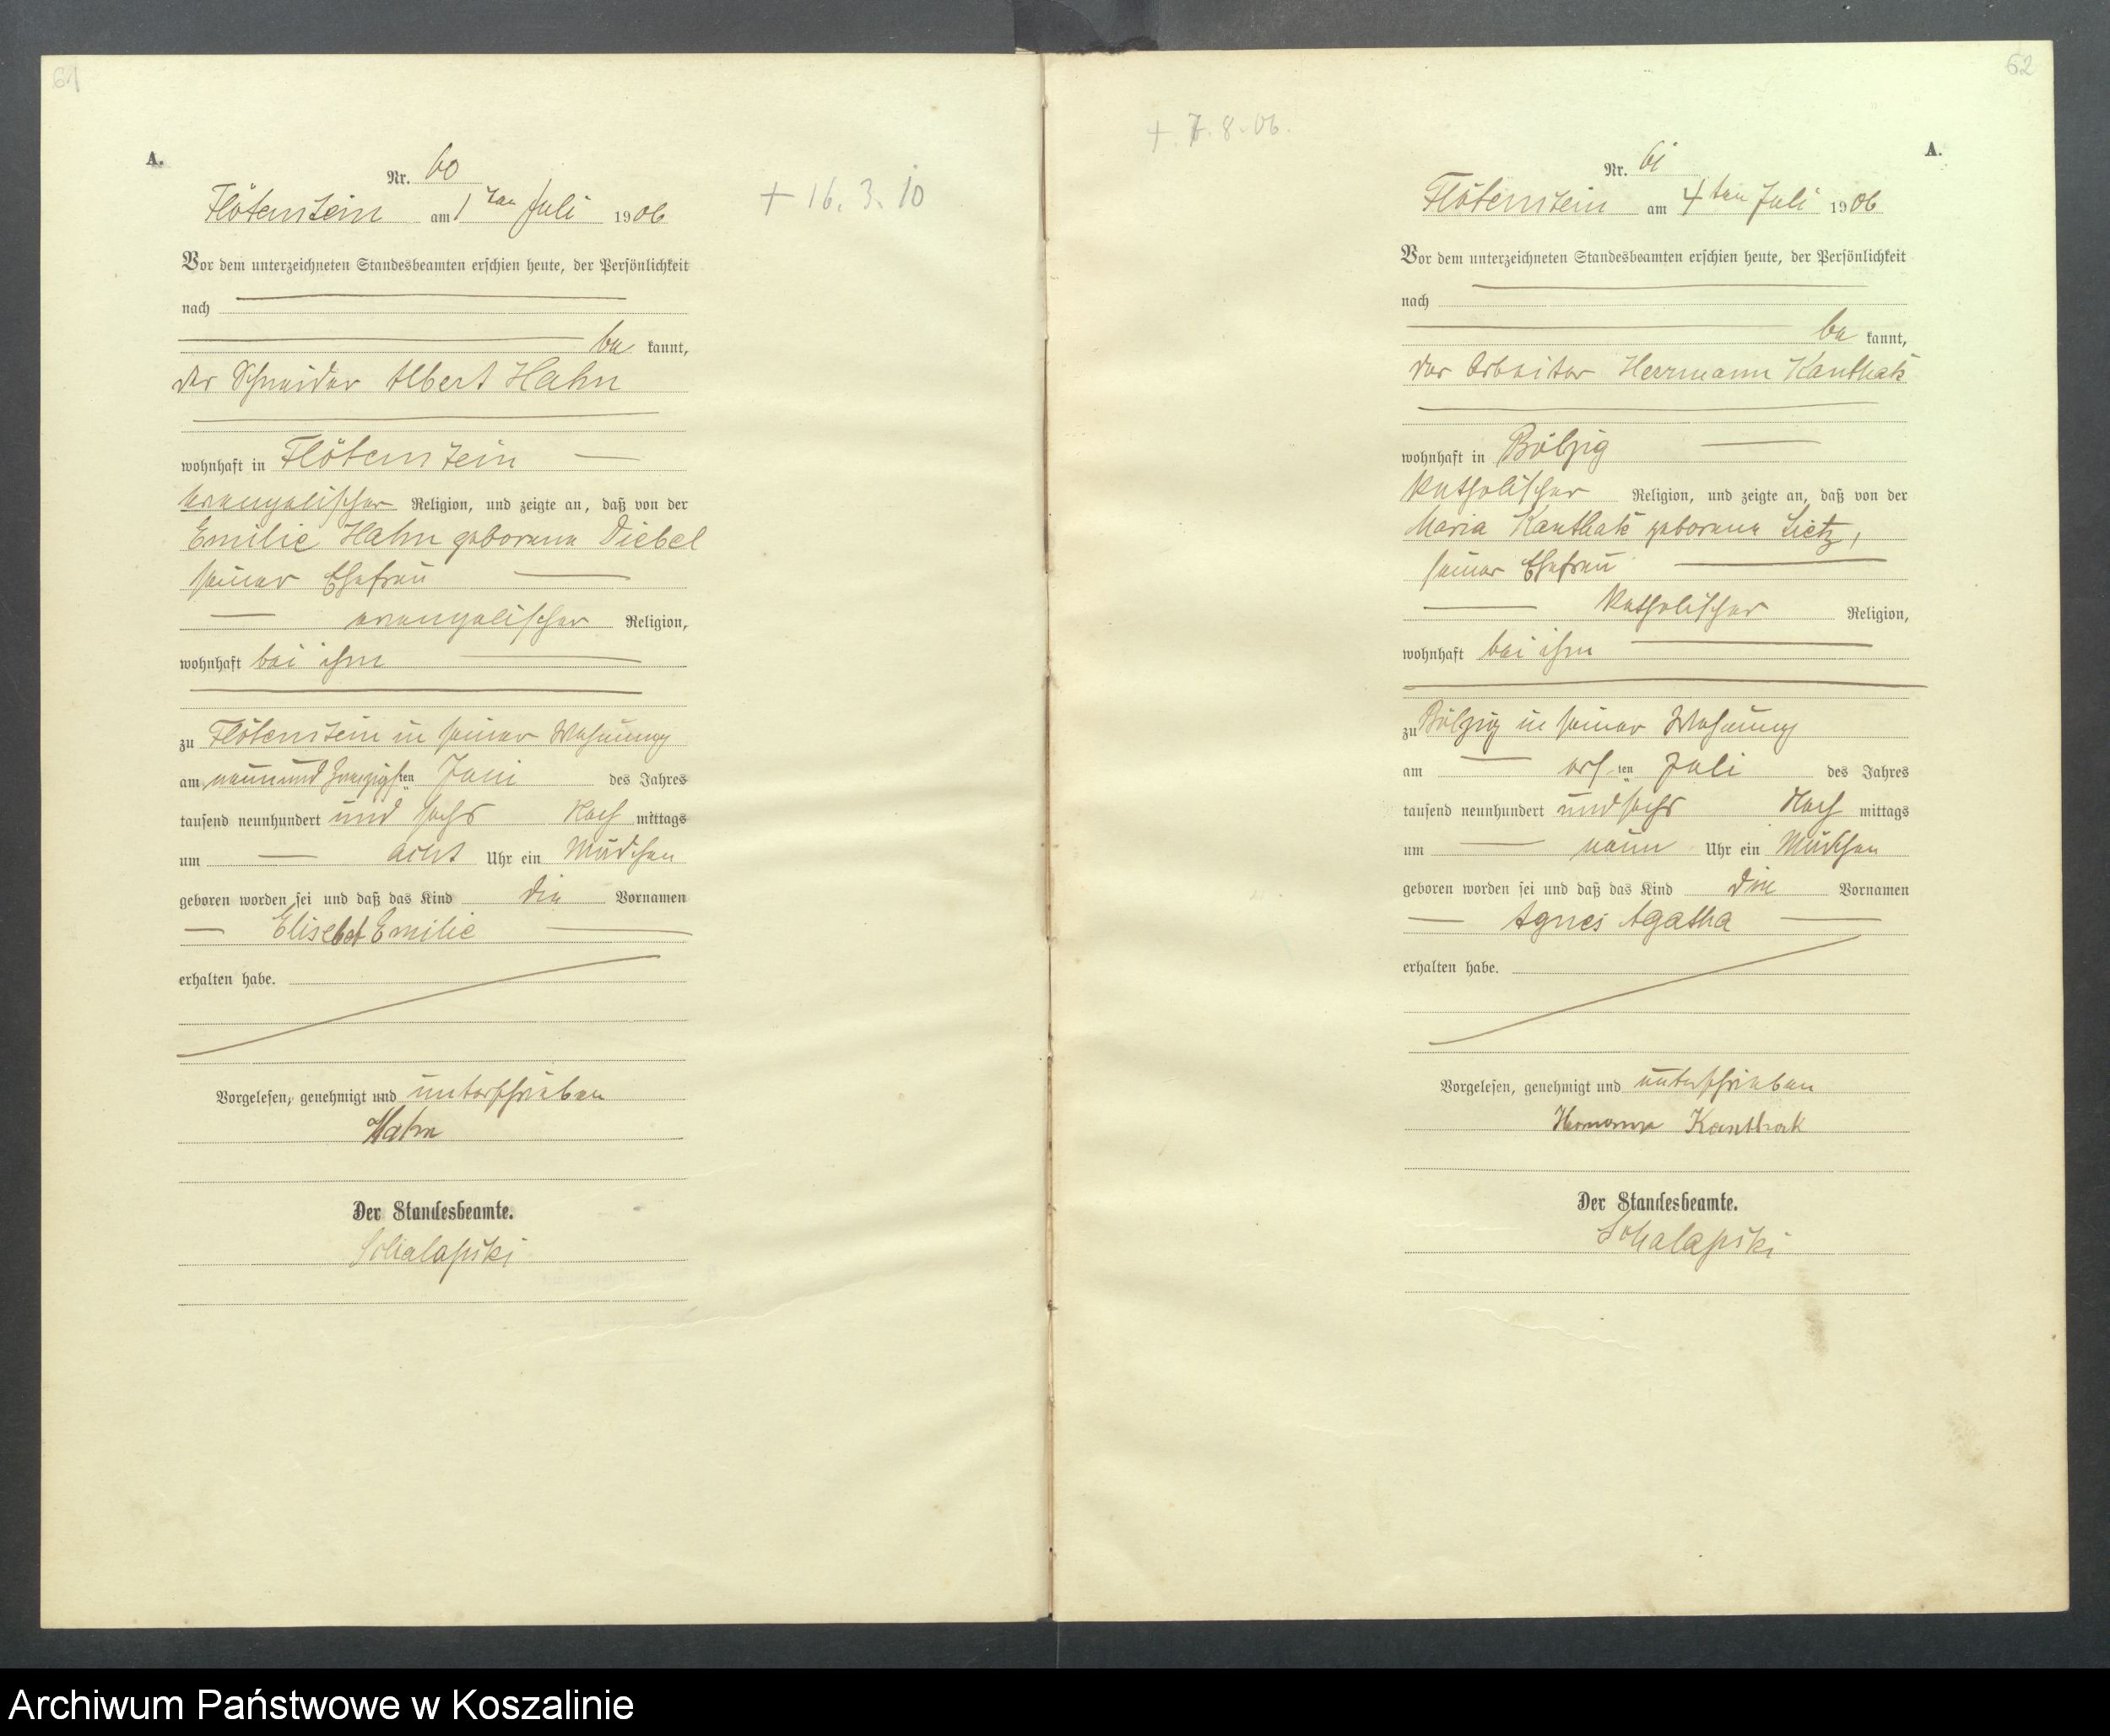 61
A.
Nr. 60
Flötenstein am 1ten Juli 1906
+ 16. 3. 10
Vor dem unterzeichneten Standesbeamten erschien heute, der Persönlichkeit
nach
be kannt,
der Schneider Albert Hahn
wohnhaft in Flötenstein
evangelischer Religion, und zeigte an, daß von der
Emilie Hahn geborene Diebel
seiner Ehefrau
evangelischer Religion,
wohnhaft bei ihm
zu Flötenstein in seiner Wohnung
am neunundzwanzigsten Juni des Jahres
tausend neunhundert und sechs Nach mittags
um acht Uhr ein Mädchen
geboren worden sei und daß das Kind die Vornamen
Elisebet Emilie
erhalten habe.
Vorgelesen, genehmigt und unterschrieben
Hahn
Der Standesbeamte.
Schalapski
62
+ 7. 8. 06.
A.
Nr. 61
Flötenstein am 4ten Juli 1906
Vor dem unterzeichneten Standesbeamten erschien heute, der Persönlichkeit
nach
be kannt,
der Arbeiter Herrmann Kanthak
wohnhaft in Bölzig
katholischer Religion, und zeigte an, daß von der
Maria Kanthak geborene Lietz,
seiner Ehefrau
katholischer Religion,
wohnhaft bei ihm
zu Bölzig in seiner Wohnung
am ersten Juli des Jahres
tausend neunhundert und sechs Nach mittags
um neun Uhr ein Mädchen
geboren worden sei und daß das Kind die Vornamen
Agnes Agatha
erhalten habe.
Vorgelesen, genehmigt und unterschrieben
Hermann Kanthak
Der Standesbeamte.
Schalapski
Archiwum Państwowe w Koszalinie